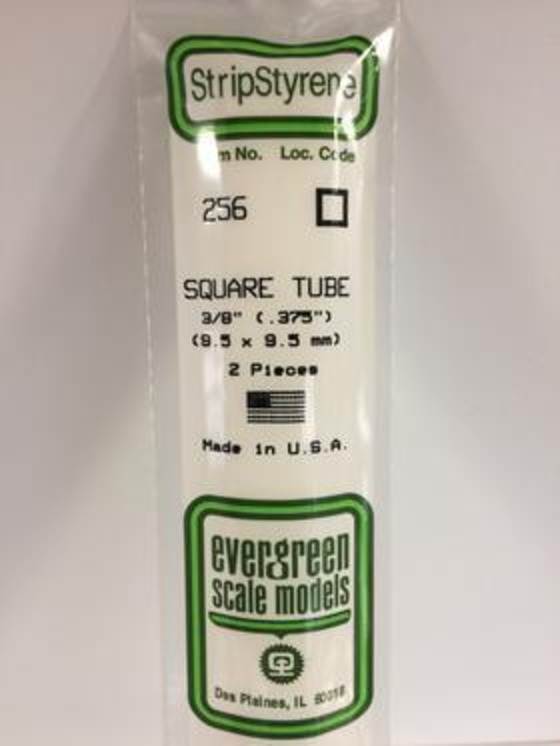 StripStyrene
m No. Loc. Code
256
SQUARE TUBE
3/8" (.375")
(9.5 x 9.5 mm)
2 Pieces
Made in U.S.A.
evergreen
scale models
Des Plaines, IL 60018